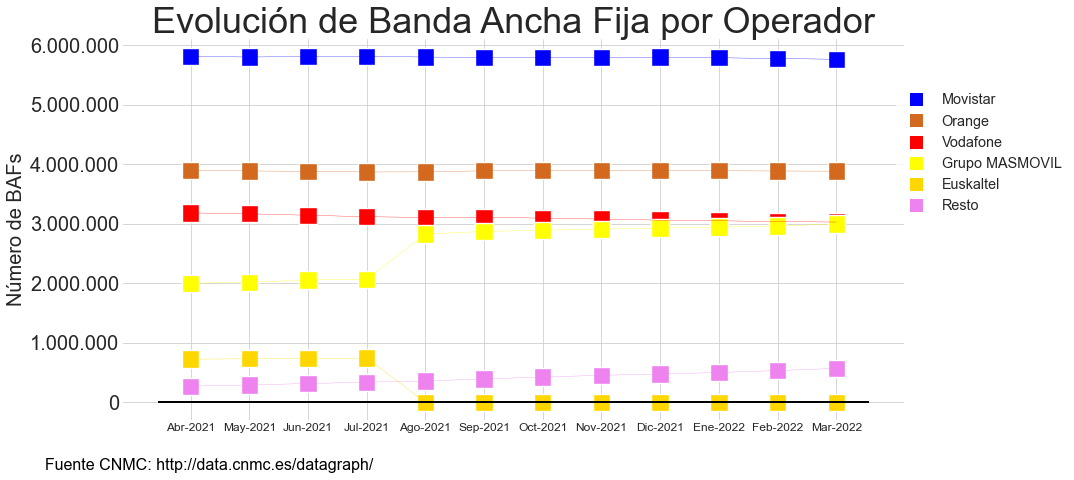 Evolución de Banda Ancha Fija por Operador
Número de BAFs
6.000.000
5.000.000
4.000.000
3.000.000
2.000.000
1.000.000
0
Movistar
Orange
Vodafone
Grupo MASMOVIL
Euskaltel
Resto
Abr-2021 May-2021 Jun-2021 Jul-2021 Ago-2021 Sep-2021 Oct-2021 Nov-2021 Dic-2021 Ene-2022 Feb-2022 Mar-2022
Fuente CNMC: http://data.cnmc.es/datagraph/